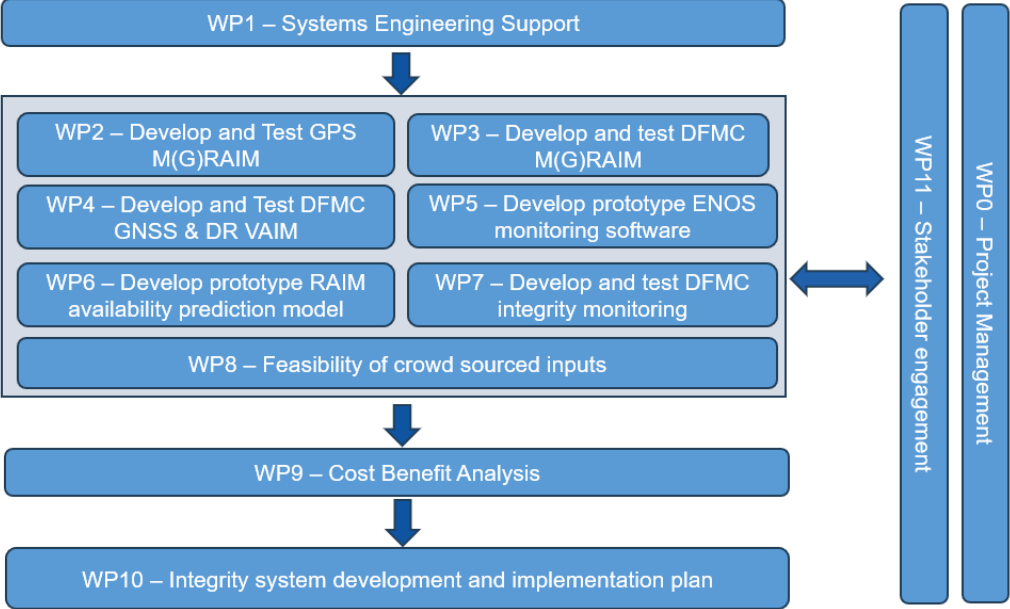 WP1 – Systems Engineering Support
WP2 – Develop and Test GPS
M(G)RAIM
WP3 – Develop and test DFMC
M(G)RAIM
WP4 – Develop and Test DFMC
GNSS & DR VAIM
WP5 – Develop prototype ENOS
monitoring software
WP6 – Develop prototype RAIM
availability prediction model
WP7 – Develop and test DFMC
integrity monitoring
WP8 – Feasibility of crowd sourced inputs
WP9 – Cost Benefit Analysis
WP10 – Integrity system development and implementation plan
WP11 – Stakeholder engagement
WP0 – Project Management